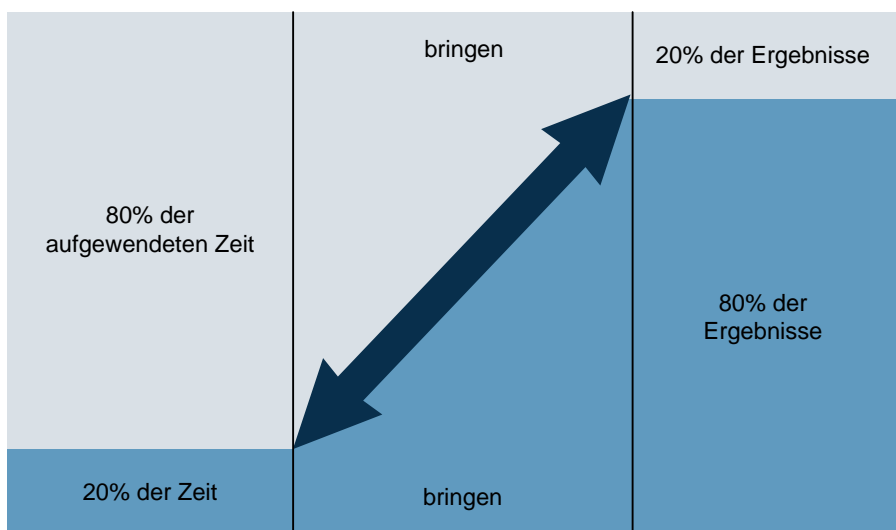 bringen
20% der Ergebnisse
80% der
aufgewendeten Zeit
80% der
Ergebnisse
20% der Zeit
bringen